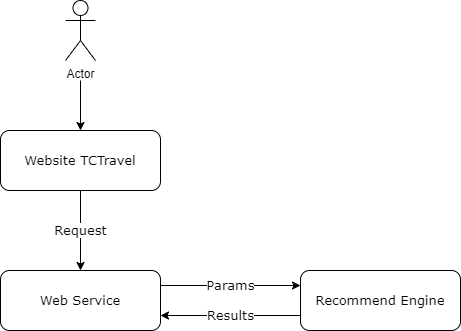 Actor
Website TCTravel
Request
Web Service
Params
Results
Recommend Engine